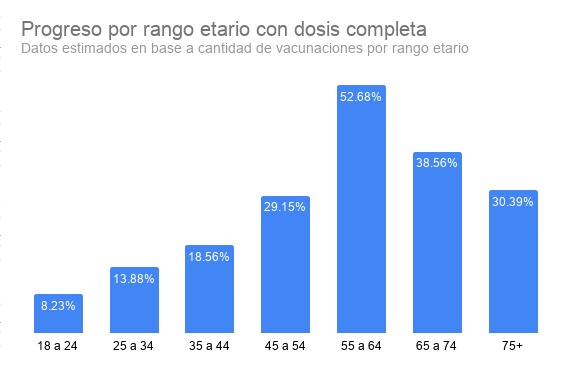 Progreso por rango etario con dosis completa
Datos estimados en base a cantidad de vacunaciones por rango etario
52.68%
38.56%
30.39%
29.15%
18.56%
13.88%
8.23%
18 a 24 25 a 34 35 a 44 45 a 54 55 a 64 65 a 74 75+